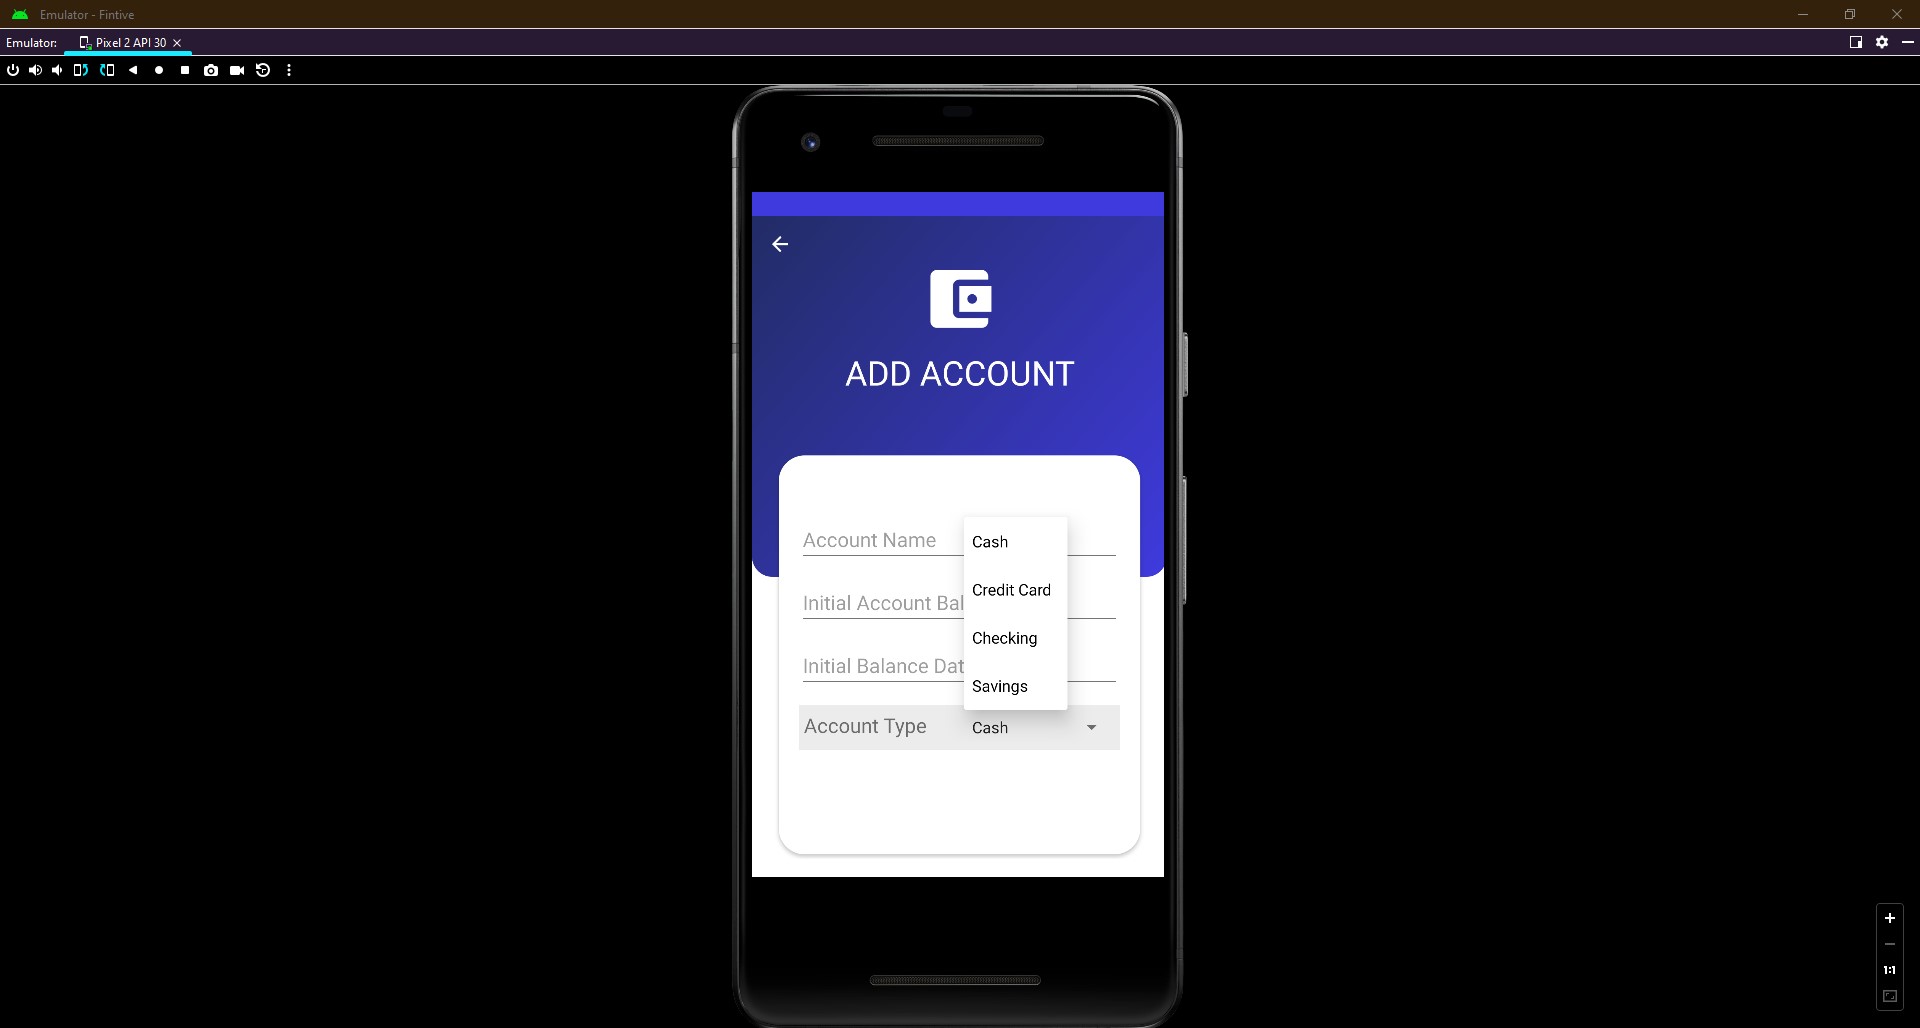 Emulator - Fintive
Emulator:
Pixel 2 API 30
ADD ACCOUNT
Account Name
Cash
Initial Account Bal
Credit Card
Checking
Initial Balance Dat
Savings
Account Type
Cash
1:1